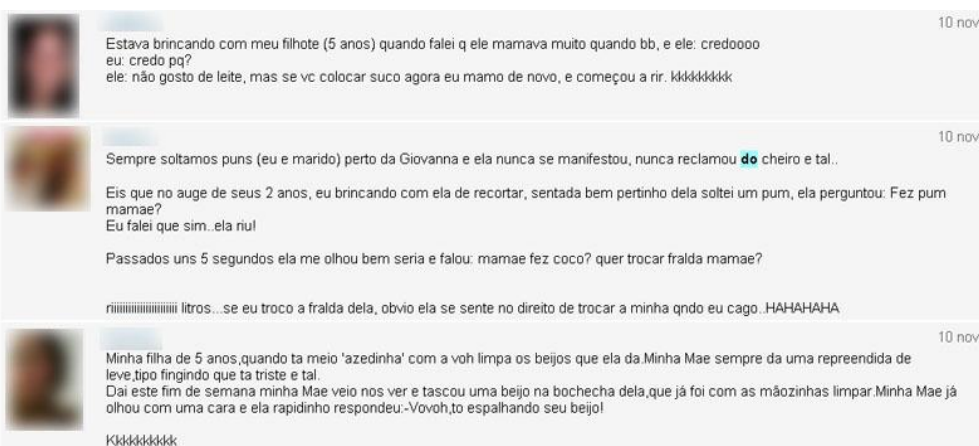 10 nov
Estava brincando com meu filhote (5 anos) quando falei q ele mamava muito quando bb, e ele: credoooo
eu: credo pq?
ele: não gosto de leite, mas se vc colocar suco agora eu mamo de novo, e começou a rir. kkkkkkkkk
10 nov
Sempre soltamos puns (eu e marido) perto da Giovanna e ela nunca se manifestou, nunca reclamou do cheiro e tal..
Eis que no auge de seus 2 anos, eu brincando com ela de recortar, sentada bem pertinho dela soltei um pum, ela perguntou: Fez pum
mamae?
Eu falei que sim..ela riu!
Passados uns 5 segundos ela me olhou bem seria e falou: mamae fez coco? quer trocar fralda mamae?
riiiiiiiiiiiiiiiiiiiiii litros...se eu troco a fralda dela, obvio ela se sente no direito de trocar a minha qndo eu cago..HAHAHAHA
10 nov
Minha filha de 5 anos,quando ta meio 'azedinha' com a voh limpa os beijos que ela da.Minha Mae sempre da uma repreendida de
leve,tipo fingindo que ta triste e tal.
Dai este fim de semana minha Mae veio nos ver e tascou uma beijo na bochecha dela,que já foi com as mãozinhas limpar.Minha Mae já
olhou com uma cara e ela rapidinho respondeu:-Vovoh,to espalhando seu beijo!
Kkkkkkkkkk